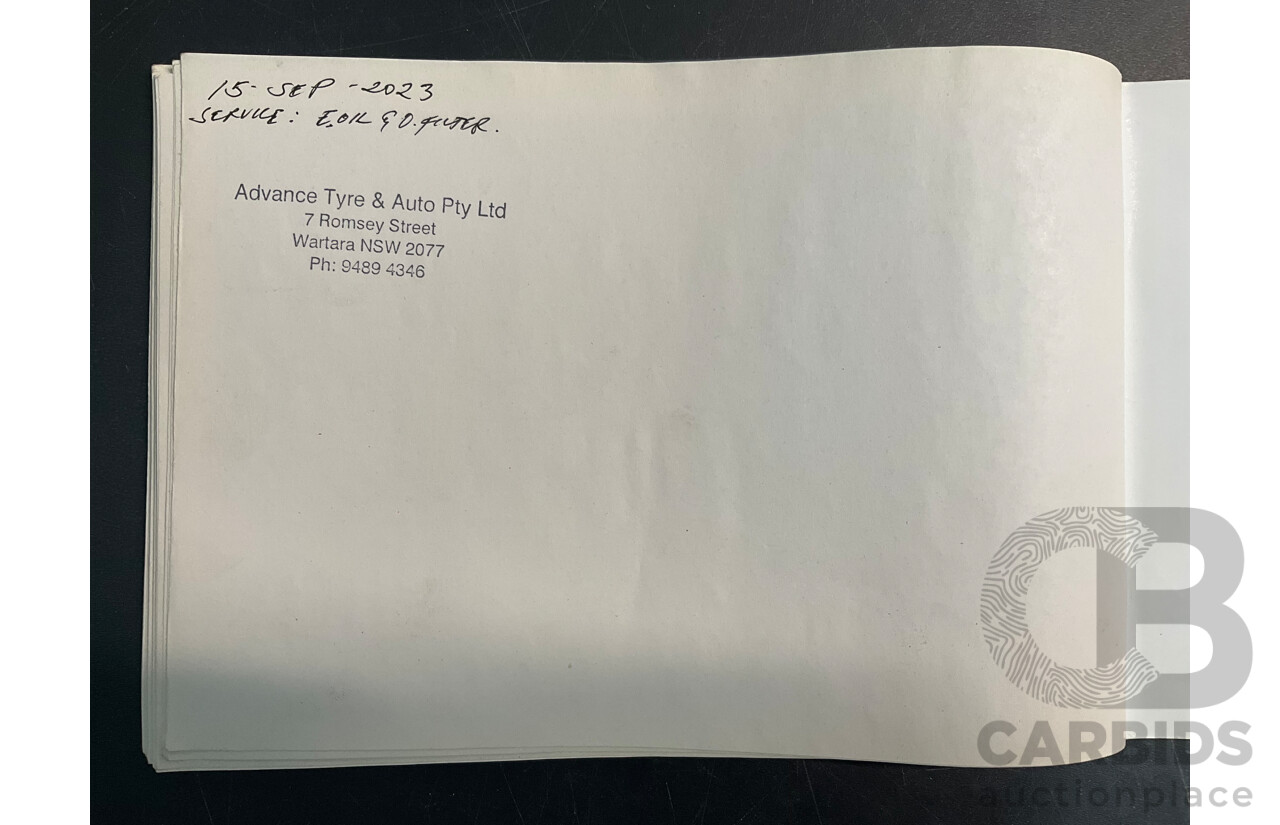 15-SEP-2023
SERVICE: E.OIL & O.FILTER.
Advance Tyre & Auto Pty Ltd
7 Romsey Street
Wartara NSW 2077
Ph: 9489 4346
CARBIDS
auctionplace